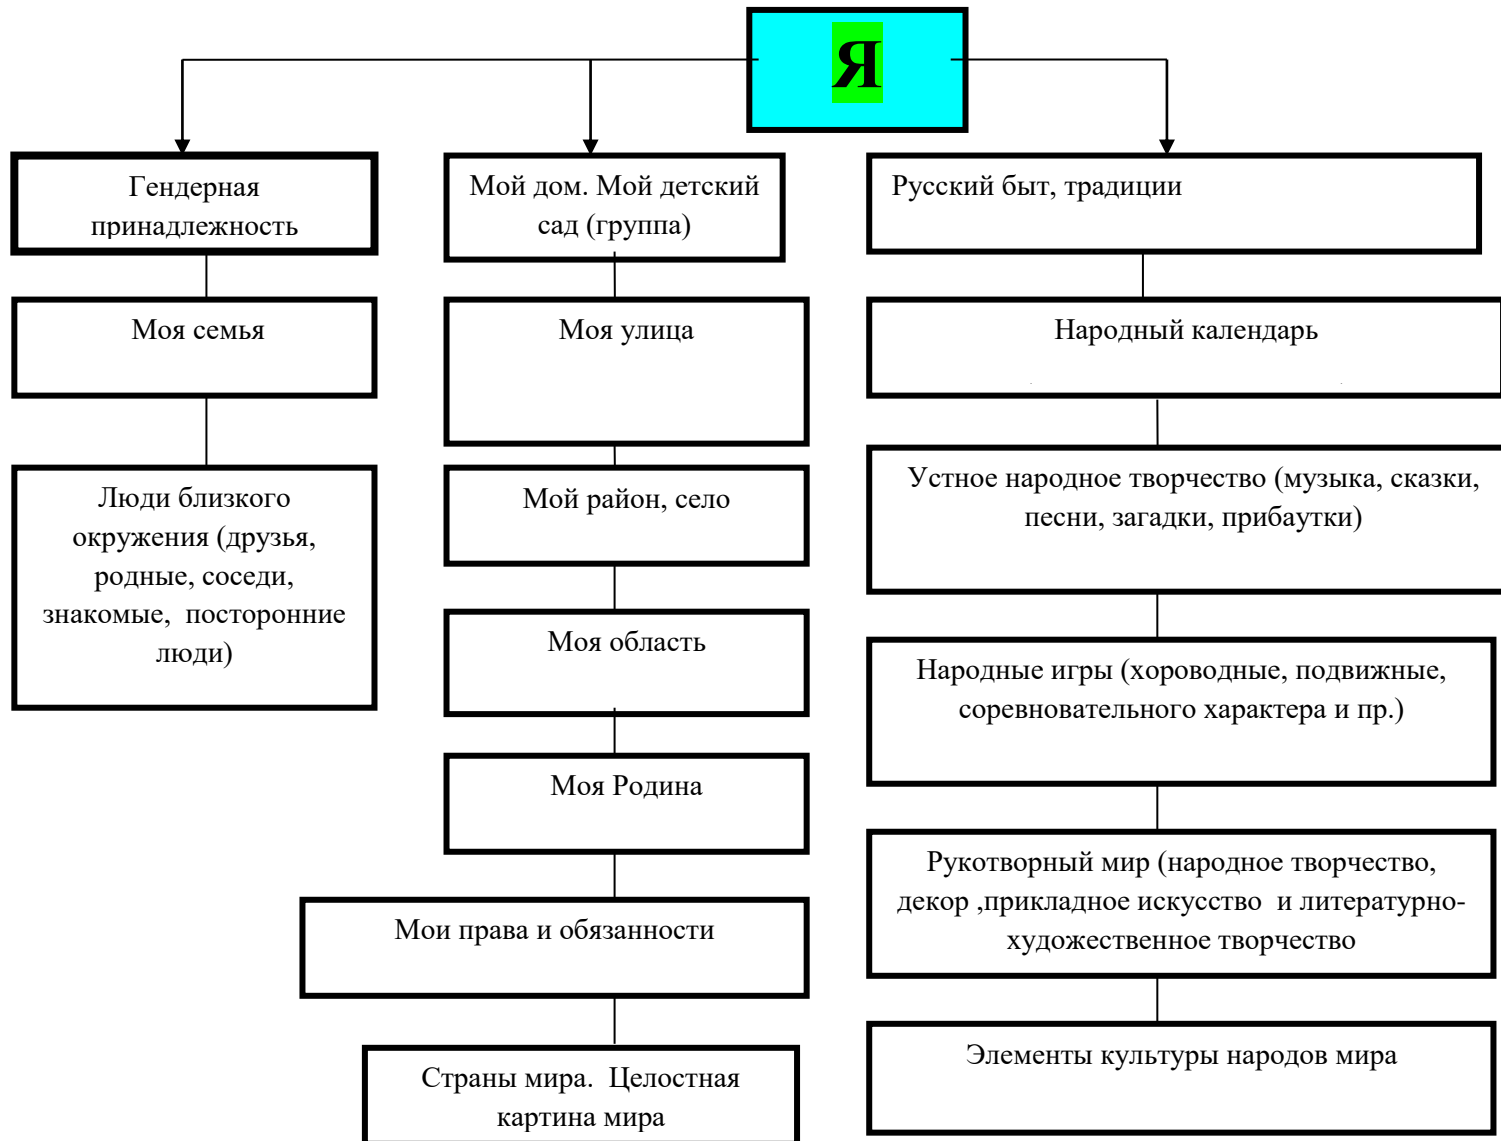 Я
Гендерная
принадлежность
Моя семья
Люди близкого
окружения (друзья,
родные, соседи,
знакомые,  посторонние
люди)
Мой дом. Мой детский
сад (группа)
Моя улица
Мой район, село
Моя область
Моя Родина
Мои права и обязанности
Страны мира.  Целостная
картина мира
Русский быт, традиции
Народный календарь
Устное народное творчество (музыка, сказки,
песни, загадки, прибаутки)
Народные игры (хороводные, подвижные,
соревновательного характера и пр.)
Рукотворный мир (народное творчество,
декор ,прикладное искусство  и литературно-
художественное творчество
Элементы культуры народов мира